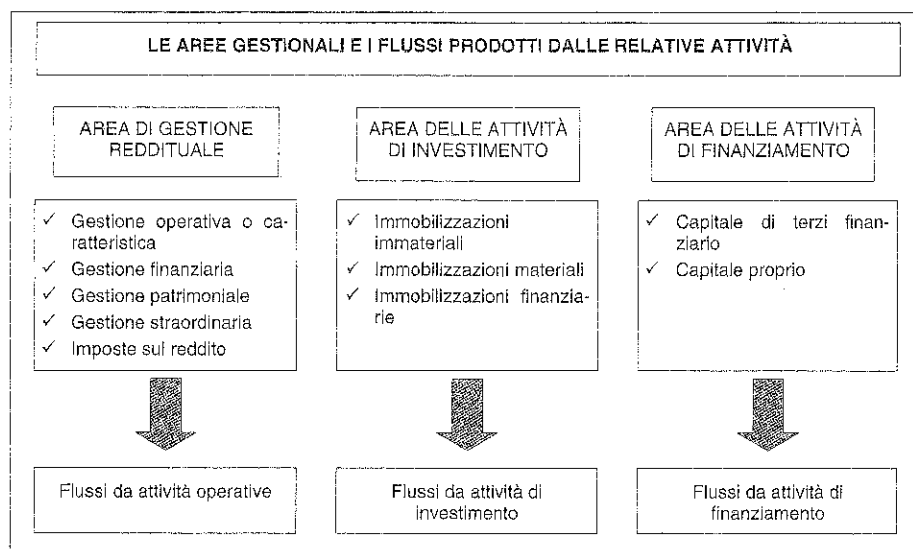 LE AREE GESTIONALI E I FLUSSI PRODOTTI DALLE RELATIVE ATTIVITÀ
AREA DI GESTIONE
REDDITUALE
✓ Gestione operativa o ca-
ratteristica
✓ Gestione finanziaria
✓ Gestione patrimoniale
✓ Gestione straordinaria
✓ Imposte sul reddito
Flussi da attività operative
AREA DELLE ATTIVITÀ
DI INVESTIMENTO
✓ Immobilizzazioni
immateriali
✓ Immobilizzazioni materiali
✓ Immobilizzazioni finanzia-
rie
Flussi da attività di
investimento
AREA DELLE ATTIVITÀ
DI FINANZIAMENTO
✓ Capitale di terzi finan-
ziario
✓ Capitale proprio
Flussi da attività di
finanziamento